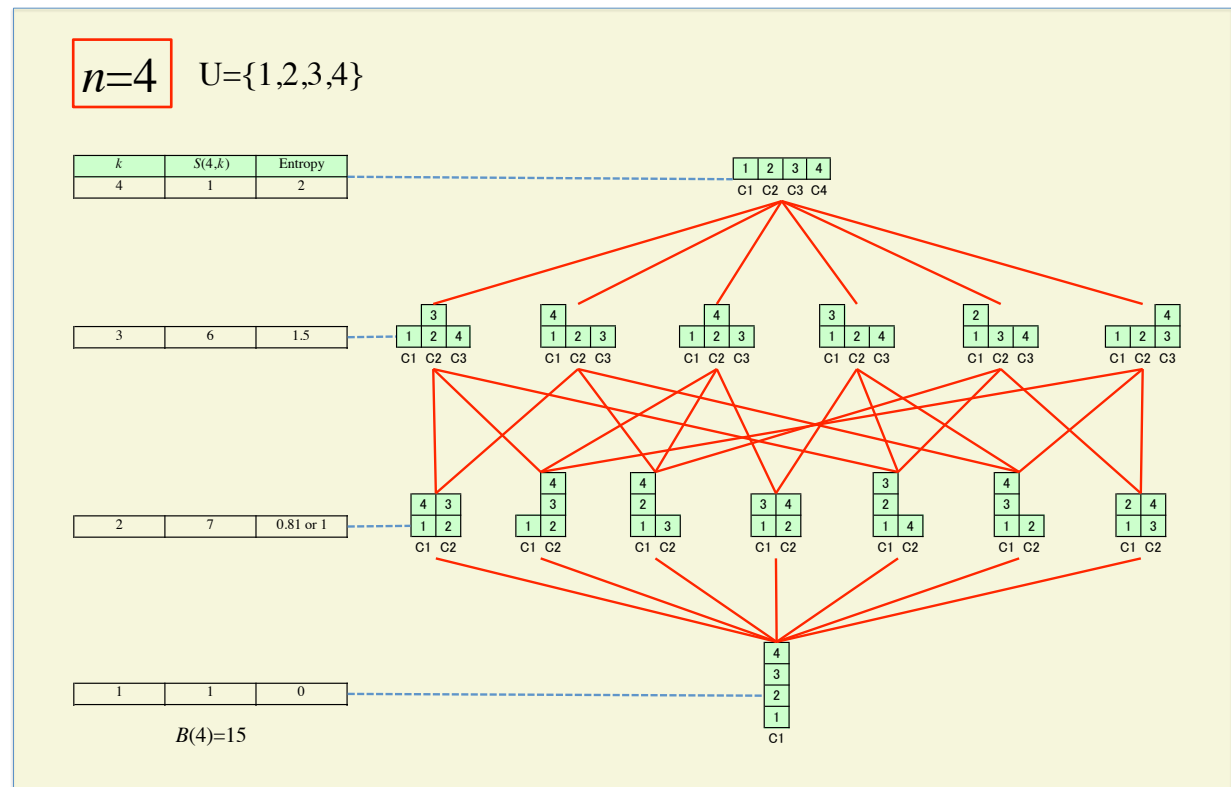 n=4 U={1,2,3,4}
k S(4,k) Entropy
4 1 2
1 2 3 4
C1 C2 C3 C4
3 4 4 3 2 4
3 6 1.5
1 2 4 1 2 3 1 2 3 1 2 4 1 3 4 1 2 3
C1 C2 C3 C1 C2 C3 C1 C2 C3 C1 C2 C3 C1 C2 C3 C1 C2 C3
4 4 3 4
4 3 3 2 3 4 2 3 2 4
2 7 0.81 or 1
1 2 1 2 1 3 1 2 1 4 1 2 1 3
C1 C2 C1 C2 C1 C2 C1 C2 C1 C2 C1 C2 C1 C2
4
3
1 1 0
2
1
B(4)=15
C1